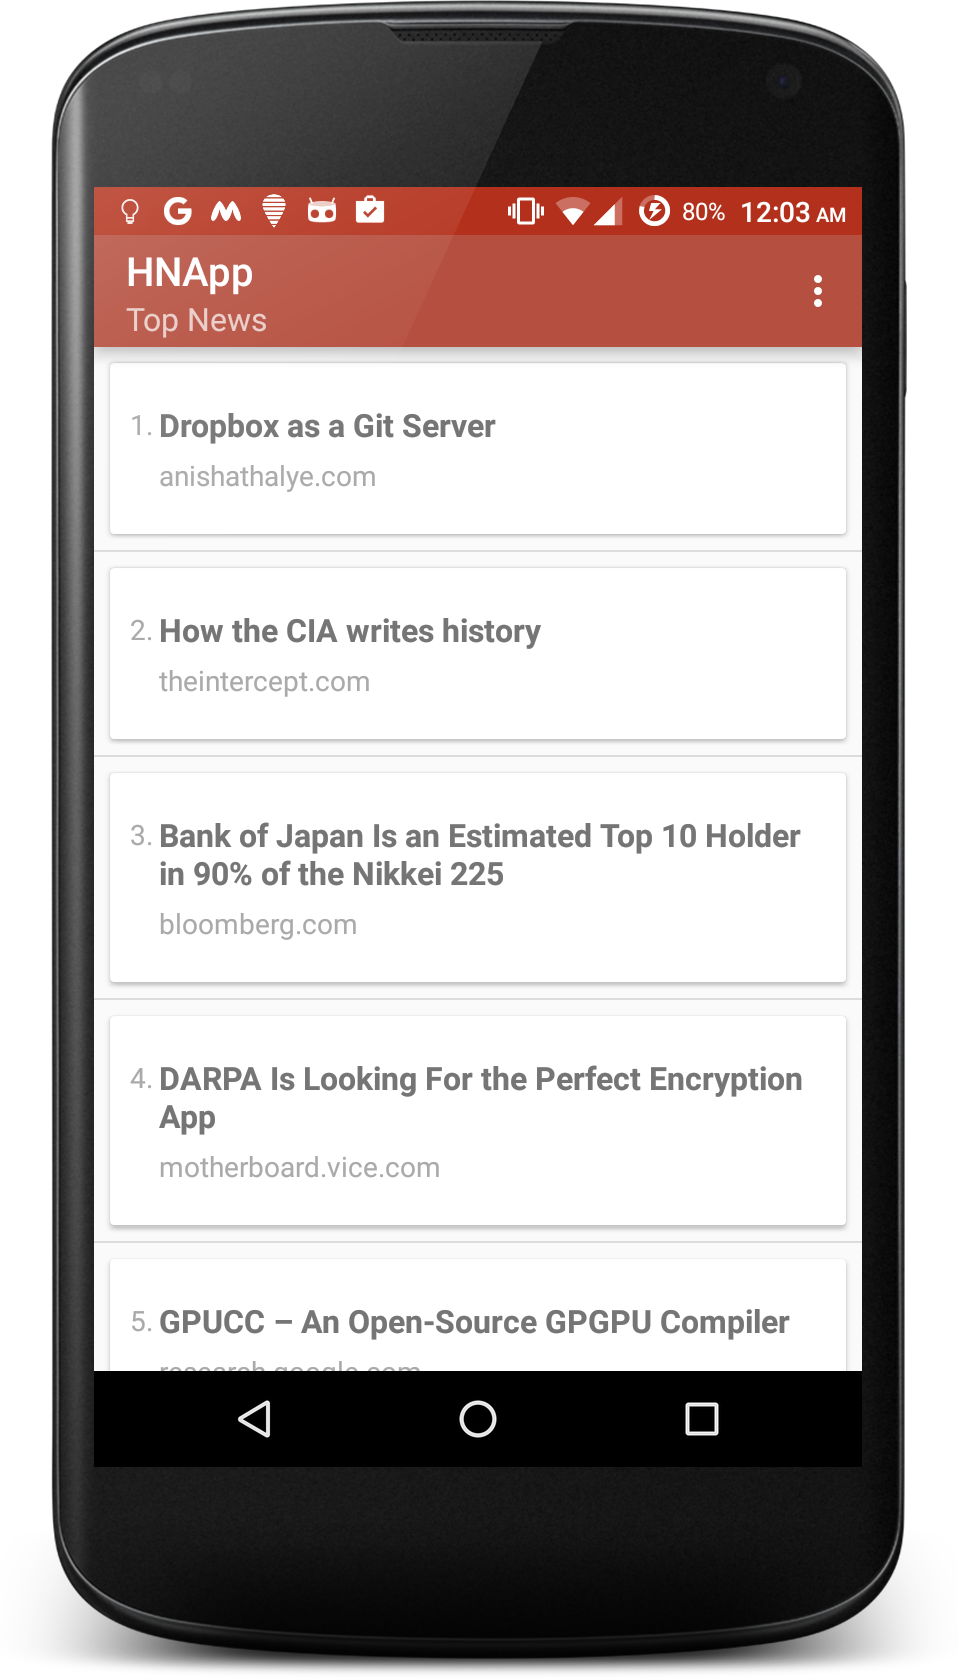 80% 12:03 AM
HNApp
Top News
1. Dropbox as a Git Server
anishathalye.com
2. How the CIA writes history
theintercept.com
3. Bank of Japan Is an Estimated Top 10 Holder
in 90% of the Nikkei 225
bloomberg.com
4. DARPA Is Looking For the Perfect Encryption
App
motherboard.vice.com
5. GPUCC – An Open-Source GPGPU Compiler
research.google.com